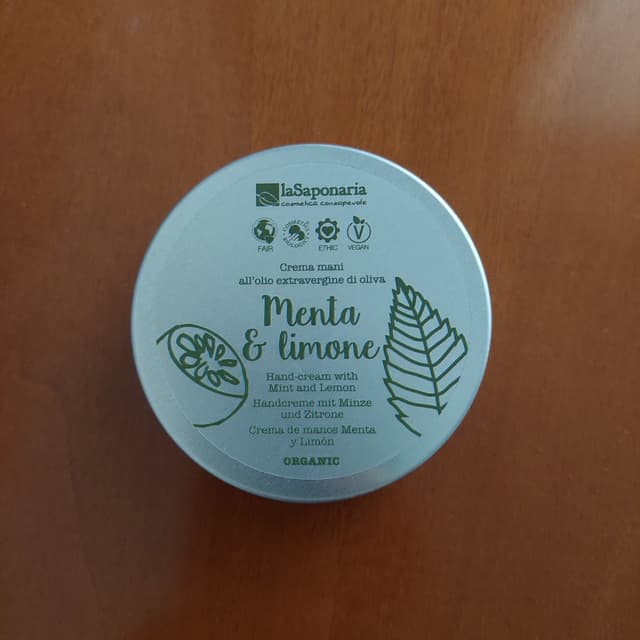 laSaponaria
cosmetica consapevole
FAIR
ETHIC
VEGAN
Crema mani
all'olio extravergine di oliva
Menta
& limone
Hand-cream with
Mint and Lemon
Handcreme mit Minze
und Zitrone
Crema de manos Menta
y Limón
ORGANIC